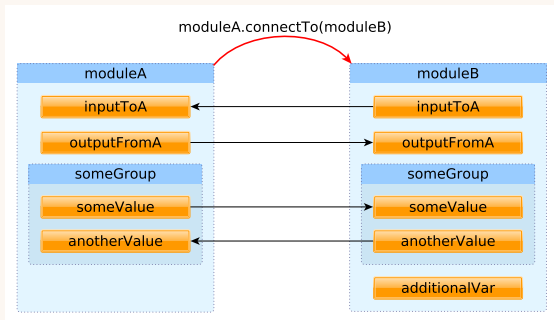 moduleA.connectTo(moduleB)
moduleA
inputToA
outputFromA
someGroup
someValue
anotherValue
moduleB
inputToA
outputFromA
someGroup
someValue
anotherValue
additionalVar